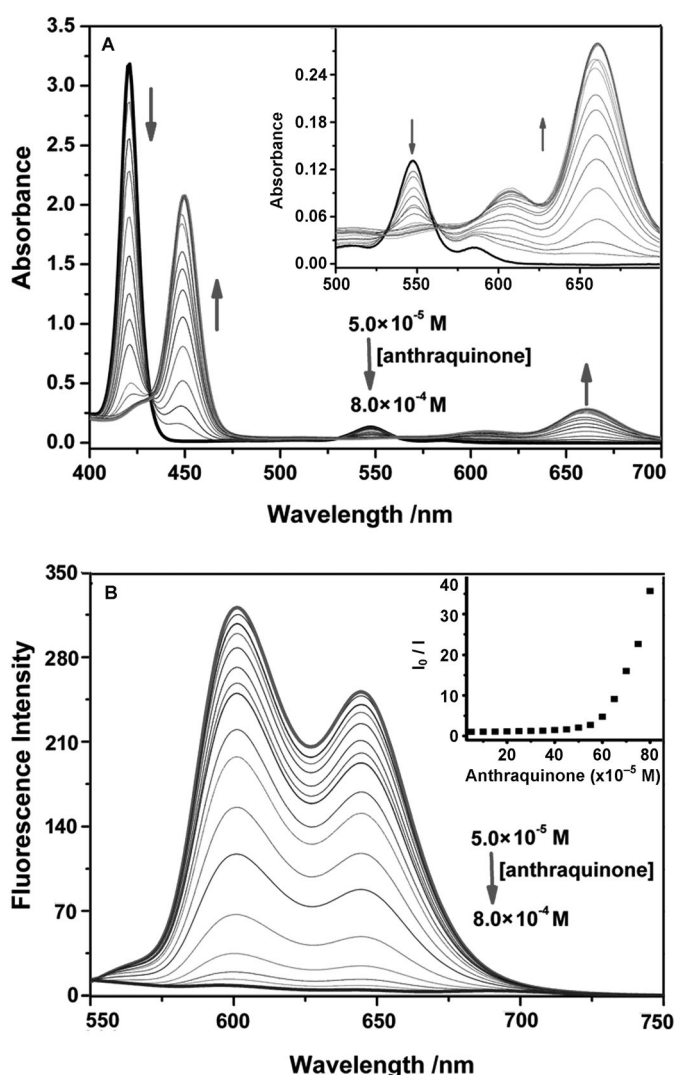 A
Absorbance
3.5
3.0
2.5
2.0
1.5
1.0
0.5
0.0
400 450 500 550 600 650 700
Wavelength /nm
Absorbance
0.24
0.18
0.12
0.06
0.00
500 550 600 650
5.0×10⁻⁵ M
[anthraquinone]
8.0×10⁻⁴ M
B
Fluorescence Intensity
350
280
210
140
70
0
550 600 650 700 750
Wavelength /nm
I₀ / I
40
30
20
10
0
20 40 60 80
Anthraquinone (x10⁻⁵ M)
5.0×10⁻⁵ M
[anthraquinone]
8.0×10⁻⁴ M